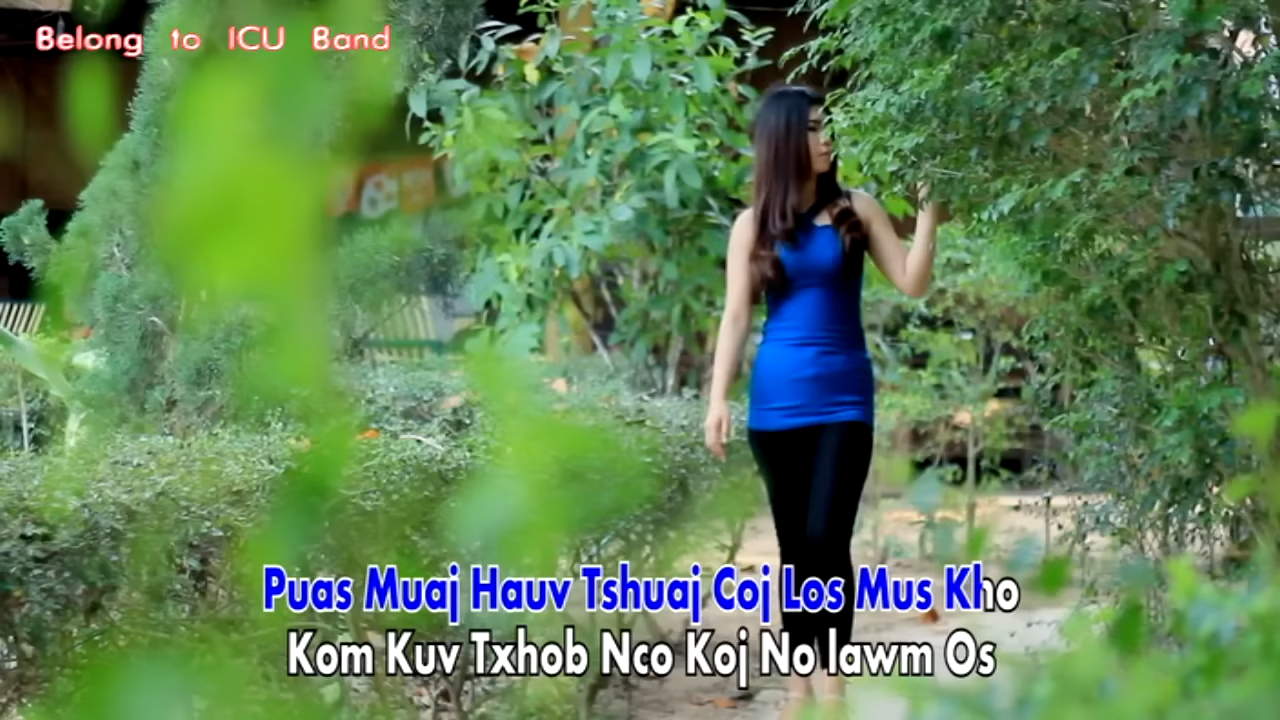 Belong to ICU Band
Puas Muaj Hauv Tshuaj Coj Los Mus Kho
Kom Kuv Txhob Nco Koj No lawm Os